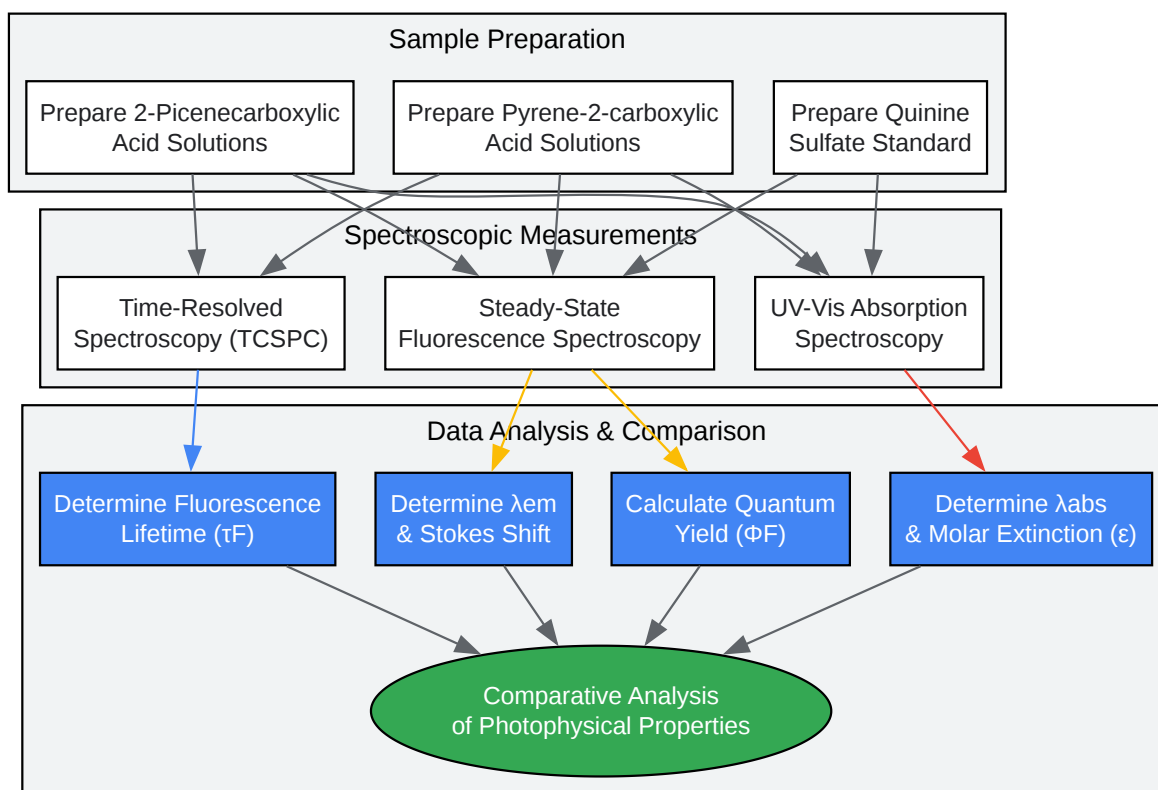 Sample Preparation
Prepare 2-Picenecarboxylic
Acid Solutions
Prepare Pyrene-2-carboxylic
Acid Solutions
Prepare Quinine
Sulfate Standard
Spectroscopic Measurements
Time-Resolved
Spectroscopy (TCSPC)
Steady-State
Fluorescence Spectroscopy
UV-Vis Absorption
Spectroscopy
Data Analysis & Comparison
Determine Fluorescence
Lifetime (τF)
Determine λem
& Stokes Shift
Calculate Quantum
Yield (ΦF)
Determine λabs
& Molar Extinction (ε)
Comparative Analysis
of Photophysical Properties